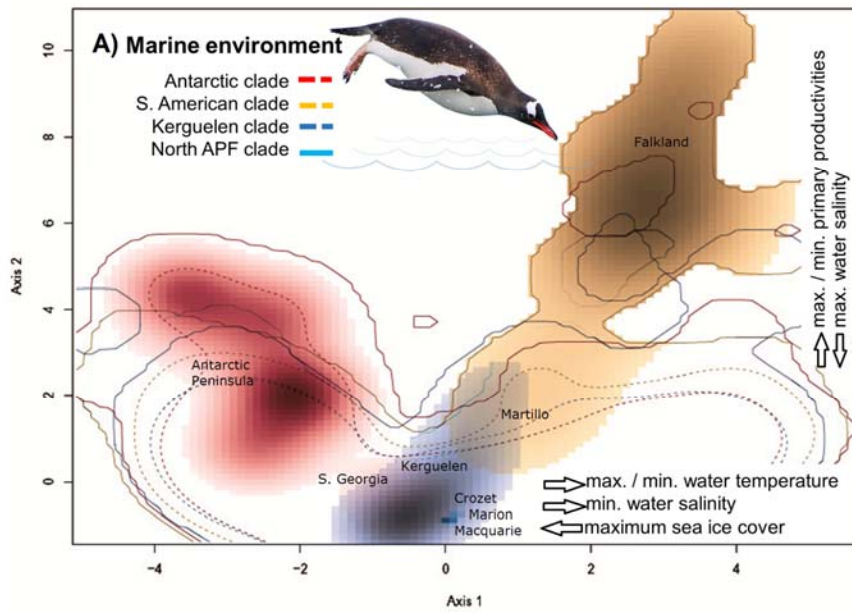 A) Marine environment
Antarctic clade
S. American clade
Kerguelen clade
North APF clade
Falkland
Antarctic
Peninsula
Martillo
S. Georgia
Kerguelen
Crozet
Marion
Macquarie
max. / min. water temperature
min. water salinity
maximum sea ice cover
max. / min. primary productivities
max. water salinity
Axis 2
10
8
6
4
2
0
−4
−2
0
2
4
Axis 1